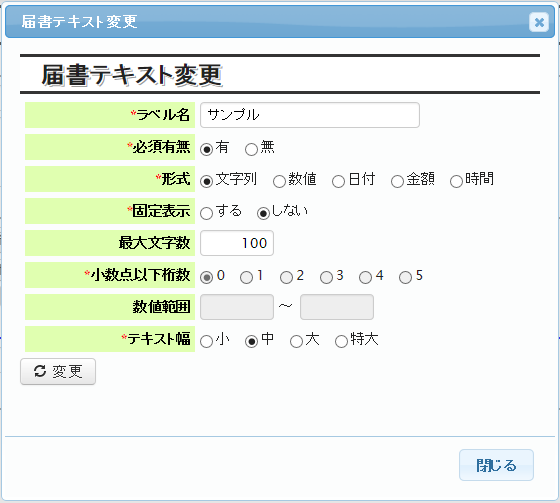 届書テキスト変更
届書テキスト変更
*ラベル名 サンプル
*必須有無 有 無
*形式 文字列 数値 日付 金額 時間
*固定表示 する しない
最大文字数 100
*小数点以下桁数 0 1 2 3 4 5
数値範囲 ～
*テキスト幅 小 中 大 特大
変更
閉じる